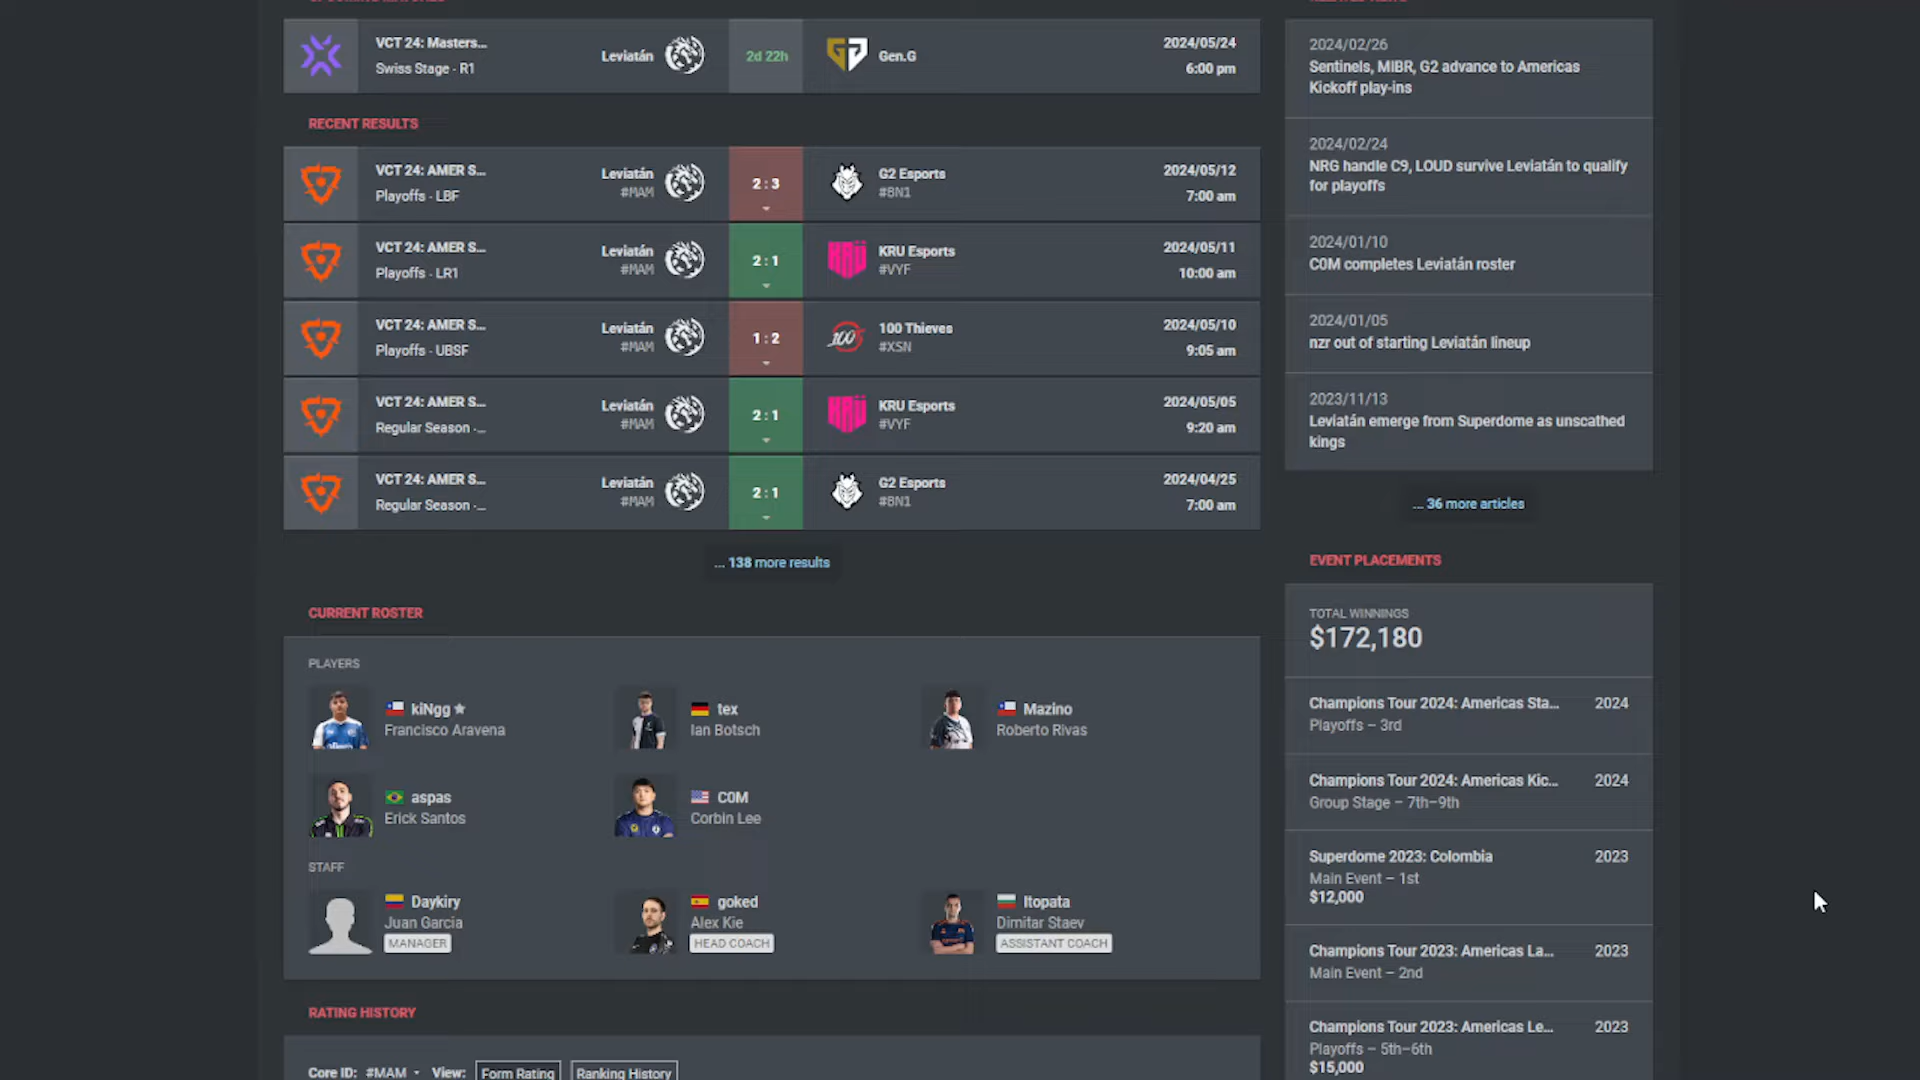 VCT 24: Masters...
Swiss Stage - R1
Leviatán
2d 22h
Gen.G
2024/05/24
6:00 pm
RECENT RESULTS
VCT 24: AMER S...
Playoffs - LBF
Leviatán
#MAM
2 : 3
G2 Esports
#BN1
2024/05/12
7:00 am
VCT 24: AMER S...
Playoffs - LR1
Leviatán
#MAM
2 : 1
KRU Esports
#VYF
2024/05/11
10:00 am
VCT 24: AMER S...
Playoffs - UBSF
Leviatán
#MAM
1 : 2
100
100 Thieves
#XSN
2024/05/10
9:05 am
VCT 24: AMER S...
Regular Season -...
Leviatán
#MAM
2 : 1
KRU Esports
#VYF
2024/05/05
9:20 am
VCT 24: AMER S...
Regular Season -...
Leviatán
#MAM
2 : 1
G2 Esports
#BN1
2024/04/25
7:00 am
... 138 more results
CURRENT ROSTER
PLAYERS
kiNgg ★
Francisco Aravena
tex
Ian Botsch
Mazino
Roberto Rivas
aspas
Erick Santos
C0M
Corbin Lee
STAFF
Daykiry
Juan Garcia
MANAGER
goked
Alex Kie
HEAD COACH
Itopata
Dimitar Staev
ASSISTANT COACH
RATING HISTORY
Core ID: #MAM View: Form Rating Ranking History
2024/02/26
Sentinels, MIBR, G2 advance to Americas
Kickoff play-ins
2024/02/24
NRG handle C9, LOUD survive Leviatán to qualify
for playoffs
2024/01/10
C0M completes Leviatán roster
2024/01/05
nzr out of starting Leviatán lineup
2023/11/13
Leviatán emerge from Superdome as unscathed
kings
... 36 more articles
EVENT PLACEMENTS
TOTAL WINNINGS
$172,180
Champions Tour 2024: Americas Sta... 2024
Playoffs – 3rd
Champions Tour 2024: Americas Kic... 2024
Group Stage – 7th–9th
Superdome 2023: Colombia 2023
Main Event – 1st
$12,000
Champions Tour 2023: Americas La... 2023
Main Event – 2nd
Champions Tour 2023: Americas Le... 2023
Playoffs – 5th–6th
$15,000